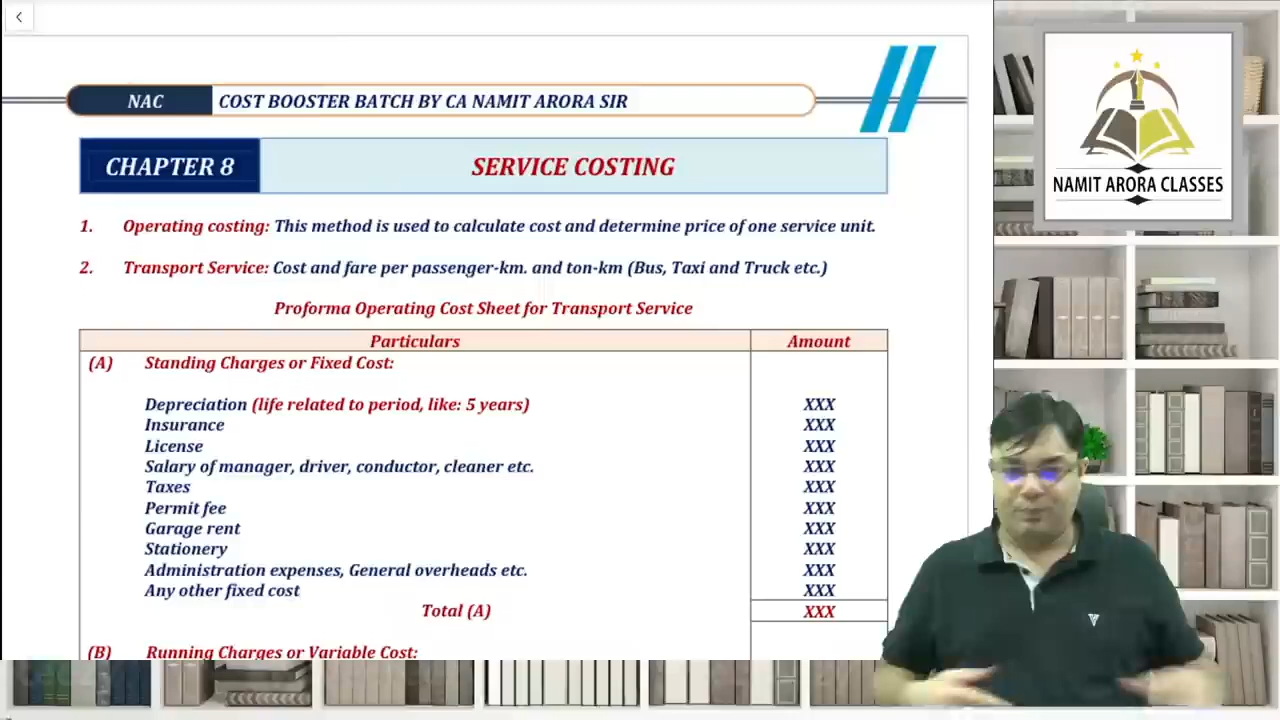 NAC COST BOOSTER BATCH BY CA NAMIT ARORA SIR
CHAPTER 8 SERVICE COSTING
1. Operating costing: This method is used to calculate cost and determine price of one service unit.
2. Transport Service: Cost and fare per passenger-km. and ton-km (Bus, Taxi and Truck etc.)
Proforma Operating Cost Sheet for Transport Service
Particulars Amount
(A) Standing Charges or Fixed Cost:
Depreciation (life related to period, like: 5 years) XXX
Insurance XXX
License XXX
Salary of manager, driver, conductor, cleaner etc. XXX
Taxes XXX
Permit fee XXX
Garage rent XXX
Stationery XXX
Administration expenses, General overheads etc. XXX
Any other fixed cost XXX
Total (A) XXX
(B) Running Charges or Variable Cost:
NAMIT ARORA CLASSES